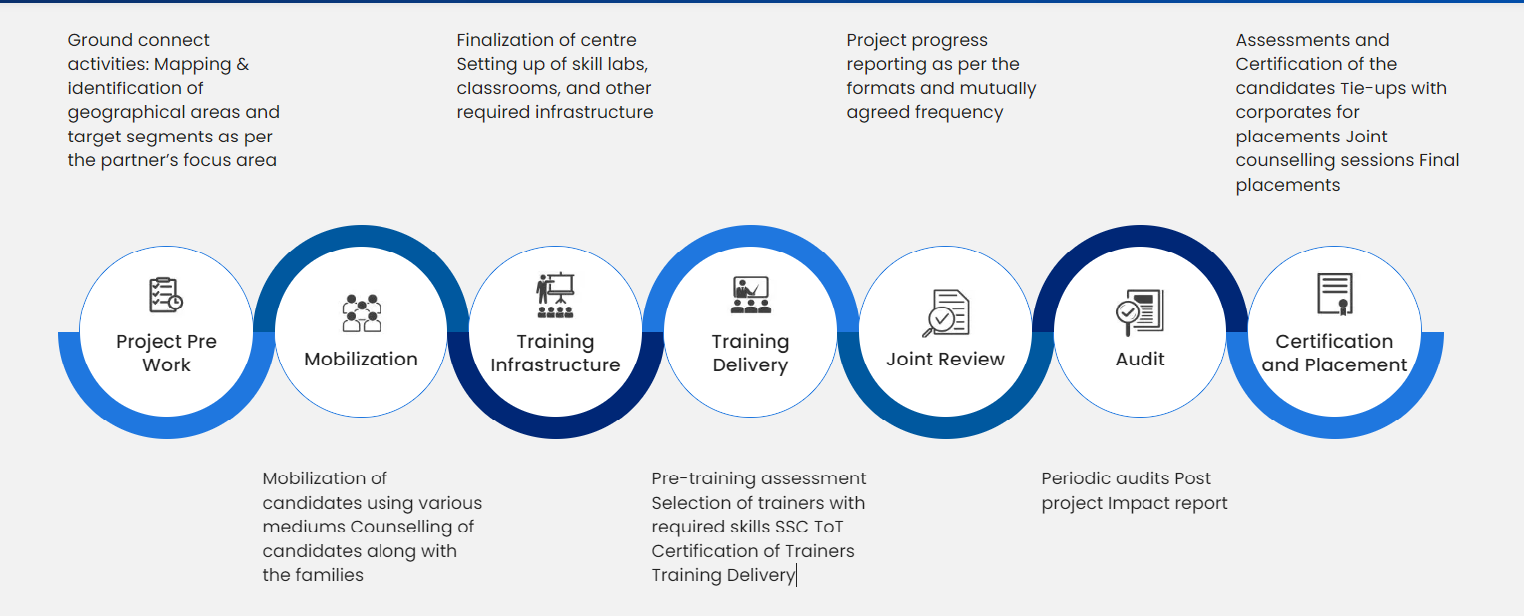 Ground connect
activities: Mapping &
identification of
geographical areas and
target segments as per
the partner's focus area
Finalization of centre
Setting up of skill labs,
classrooms, and other
required infrastructure
Project progress
reporting as per the
formats and mutually
agreed frequency
Assessments and
Certification of the
candidates Tie-ups with
corporates for
placements Joint
counselling sessions Final
placements
Project Pre
Work
Mobilization
Training
Infrastructure
Training
Delivery
Joint Review
Audit
Certification
and Placement
Mobilization of
candidates using various
mediums Counselling of
candidates along with
the families
Pre-training assessment
Selection of trainers with
required skills SSC ToT
Certification of Trainers
Training Delivery
Periodic audits Post
project Impact report